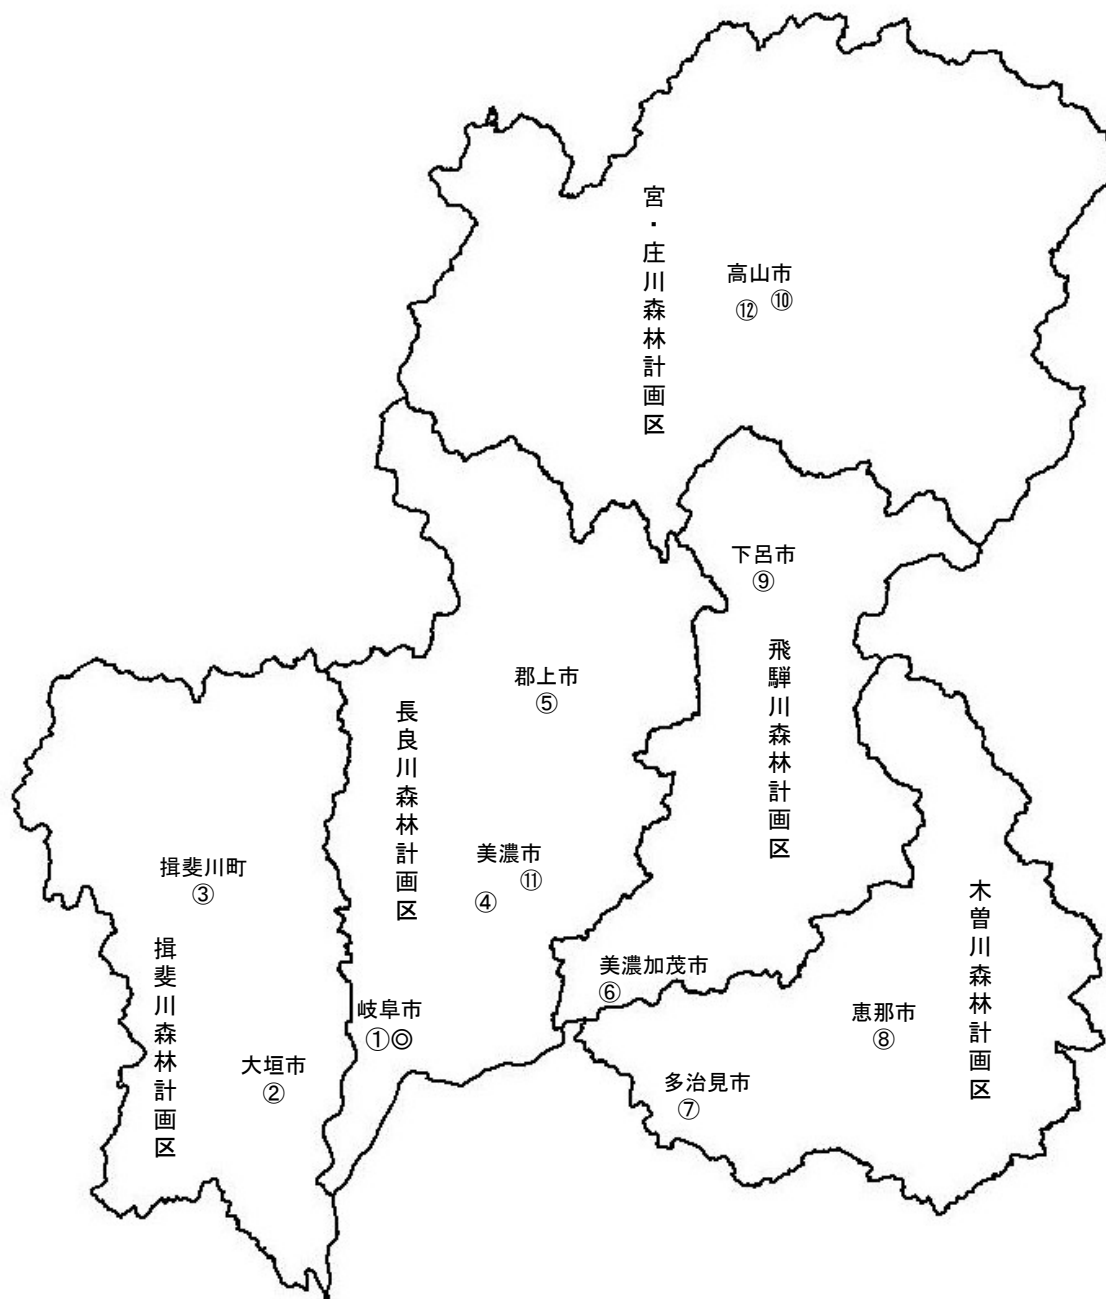 宮・庄川森林計画区
高山市
⑫ ⑩
下呂市
⑨
飛騨川森林計画区
郡上市
⑤
長良川森林計画区
美濃市
④ ⑪
揖斐川町
③
揖斐川森林計画区
木曽川森林計画区
美濃加茂市
⑥
岐阜市
①◎
恵那市
⑧
大垣市
②
多治見市
⑦